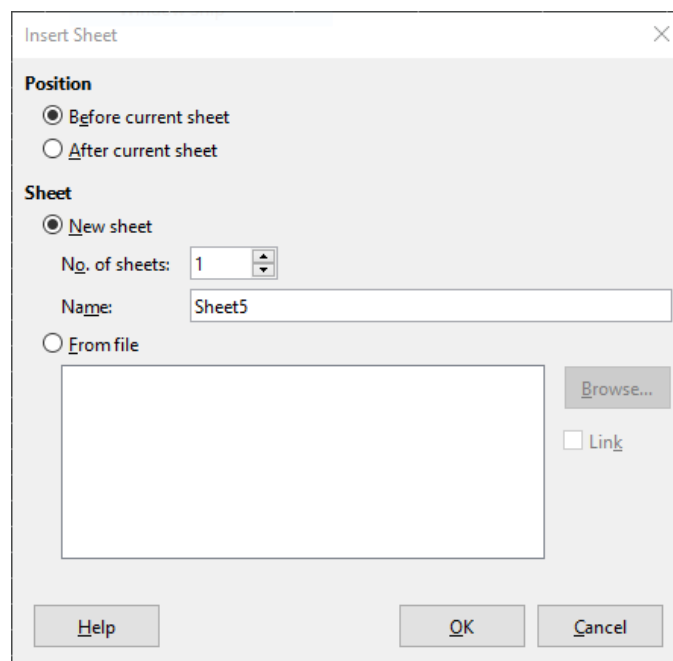 Insert Sheet
Position
Before current sheet
After current sheet
Sheet
New sheet
No. of sheets: 1
Name: Sheet5
From file
Browse...
Link
Help OK Cancel